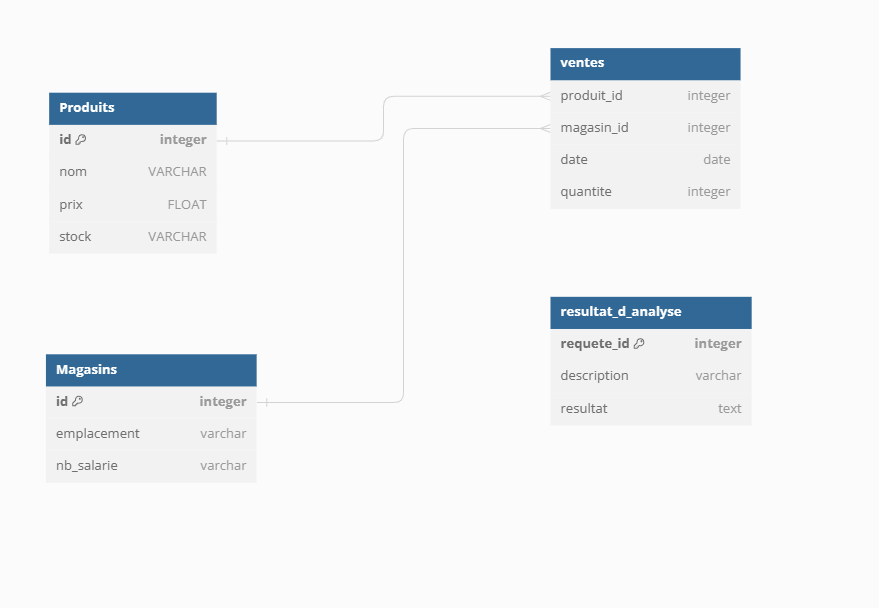 Produits
id integer
nom VARCHAR
prix FLOAT
stock VARCHAR
Magasins
id integer
emplacement varchar
nb_salarie varchar
ventes
produit_id integer
magasin_id integer
date date
quantite integer
resultat_d_analyse
requete_id integer
description varchar
resultat text